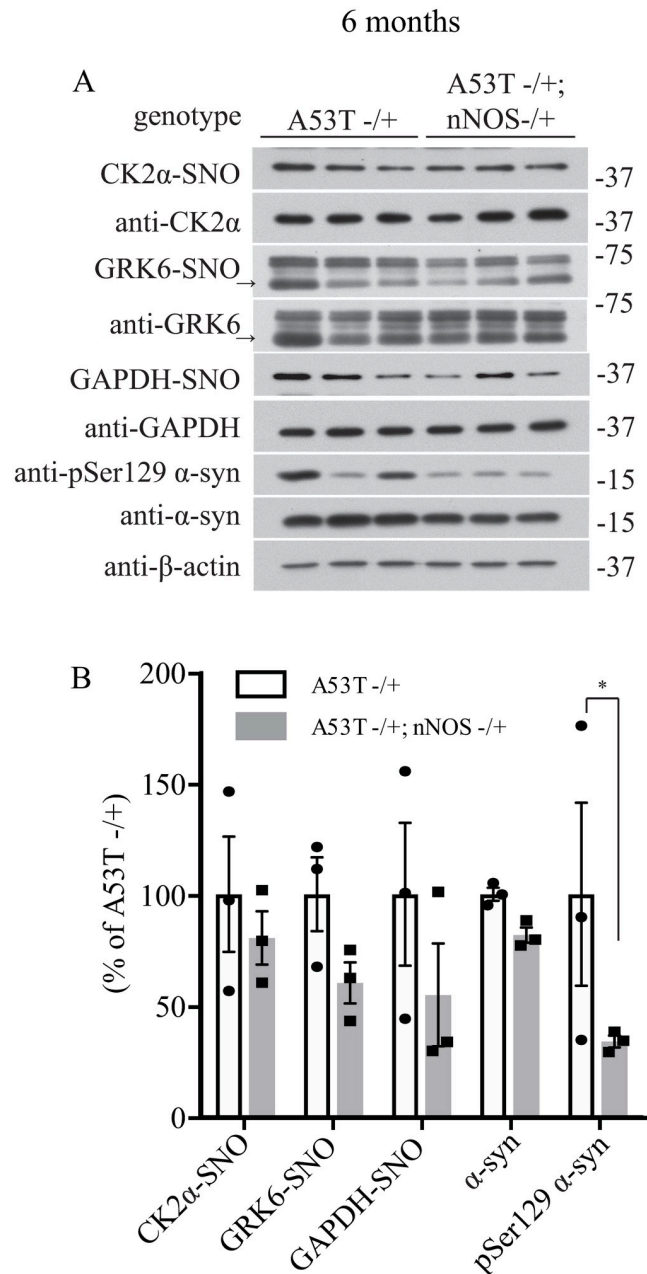 6 months
A
genotype
A53T -/+
A53T -/+;
nNOS-/+
CK2α-SNO
-37
anti-CK2α
-37
GRK6-SNO
-75
→
anti-GRK6
-75
→
GAPDH-SNO
-37
anti-GAPDH
-37
anti-pSer129 α-syn
-15
anti-α-syn
-15
anti-β-actin
-37
B
A53T -/+
A53T -/+; nNOS -/+
*
(% of A53T -/+)
200
150
100
50
0
CK2α-SNO
GRK6-SNO
GAPDH-SNO
α-syn
pSer129 α-syn